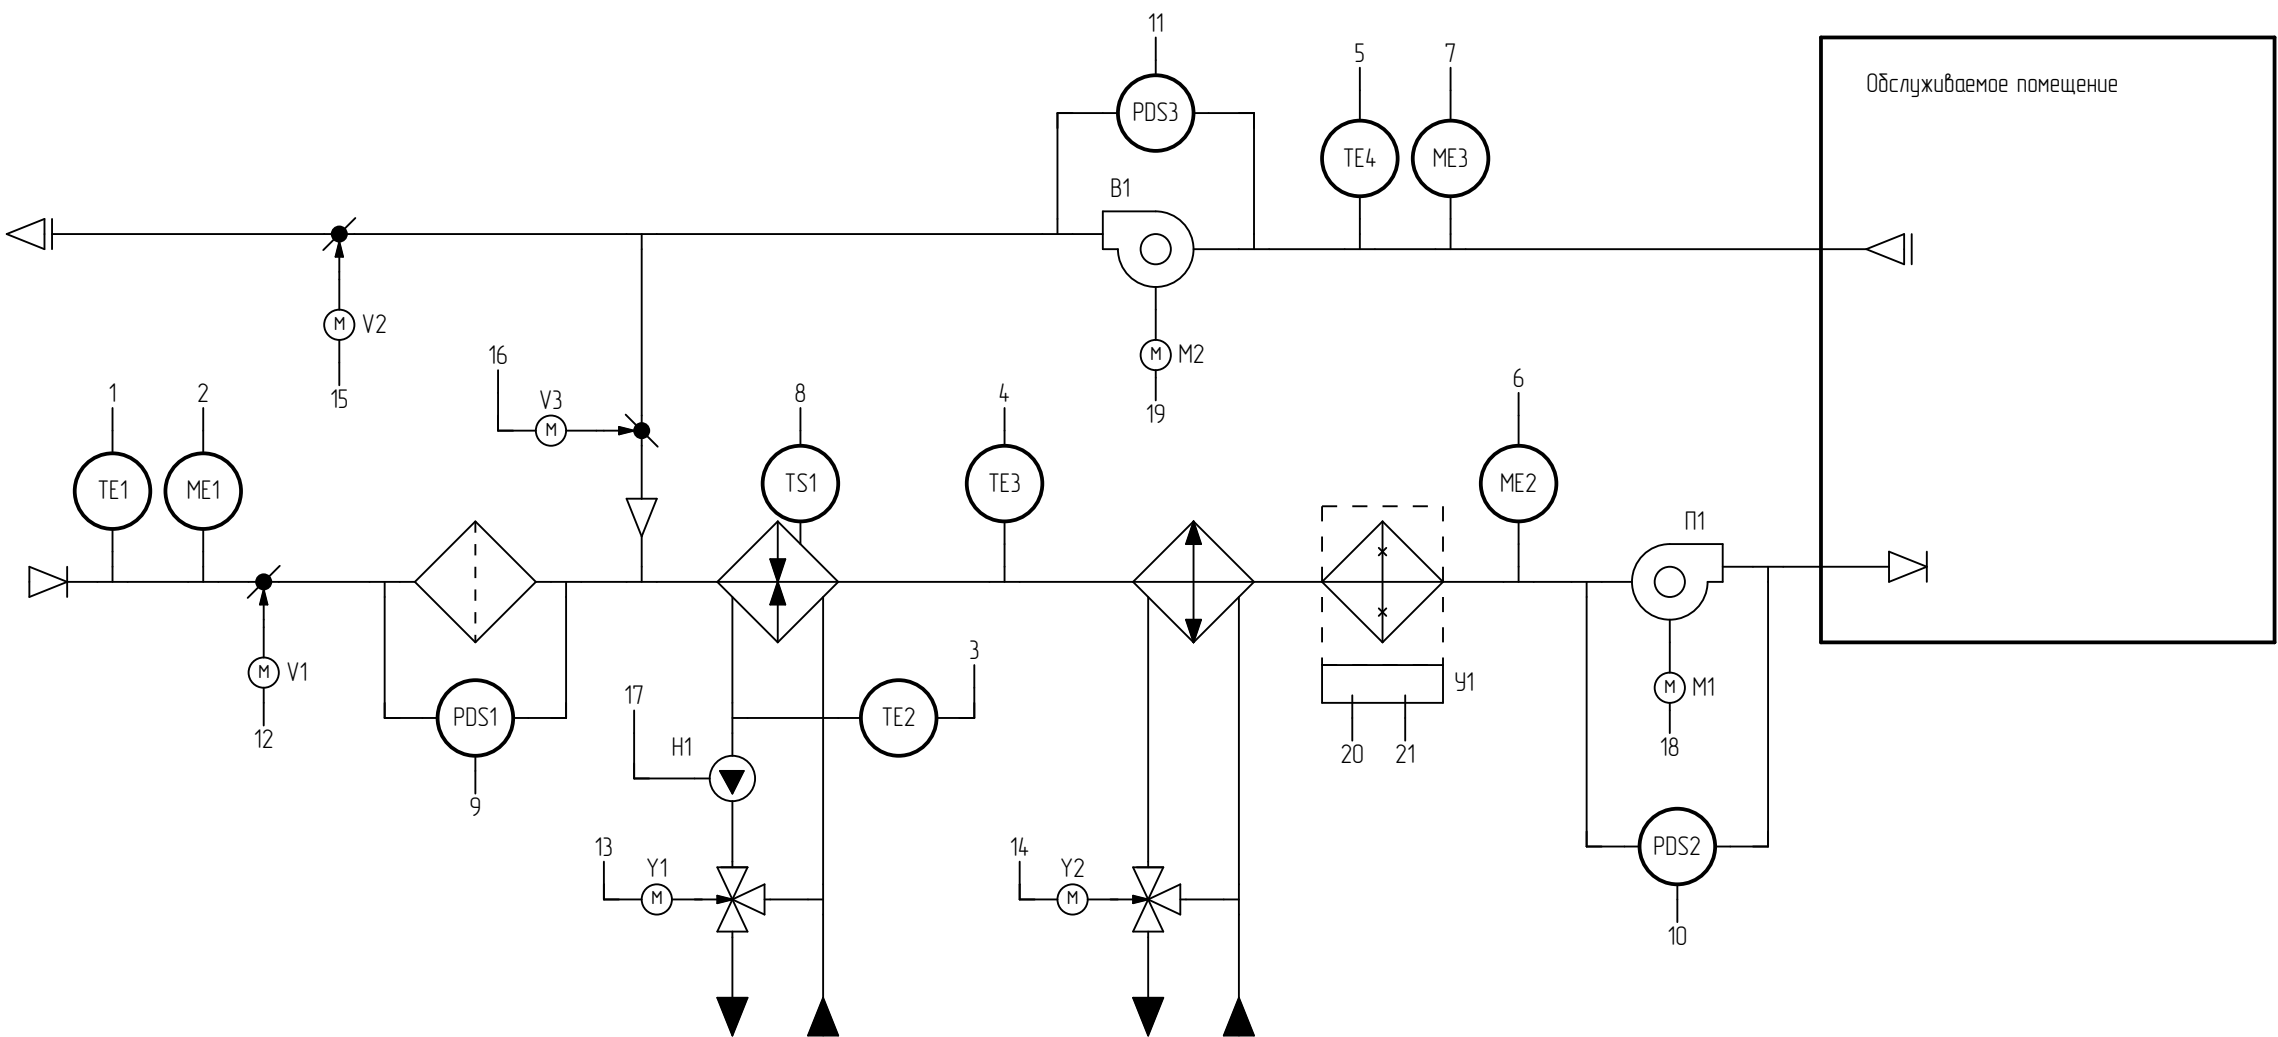 11
5
7
Обслуживаемое помещение
PDS3
TE4
ME3
В1
M
V2
15
M
M2
19
16
V3
M
1
2
8
4
6
TE1
ME1
TS1
TE3
ME2
П1
M
V1
12
PDS1
9
17
Н1
3
TE2
У1
20
21
M
M1
18
13
Y1
M
14
Y2
M
PDS2
10